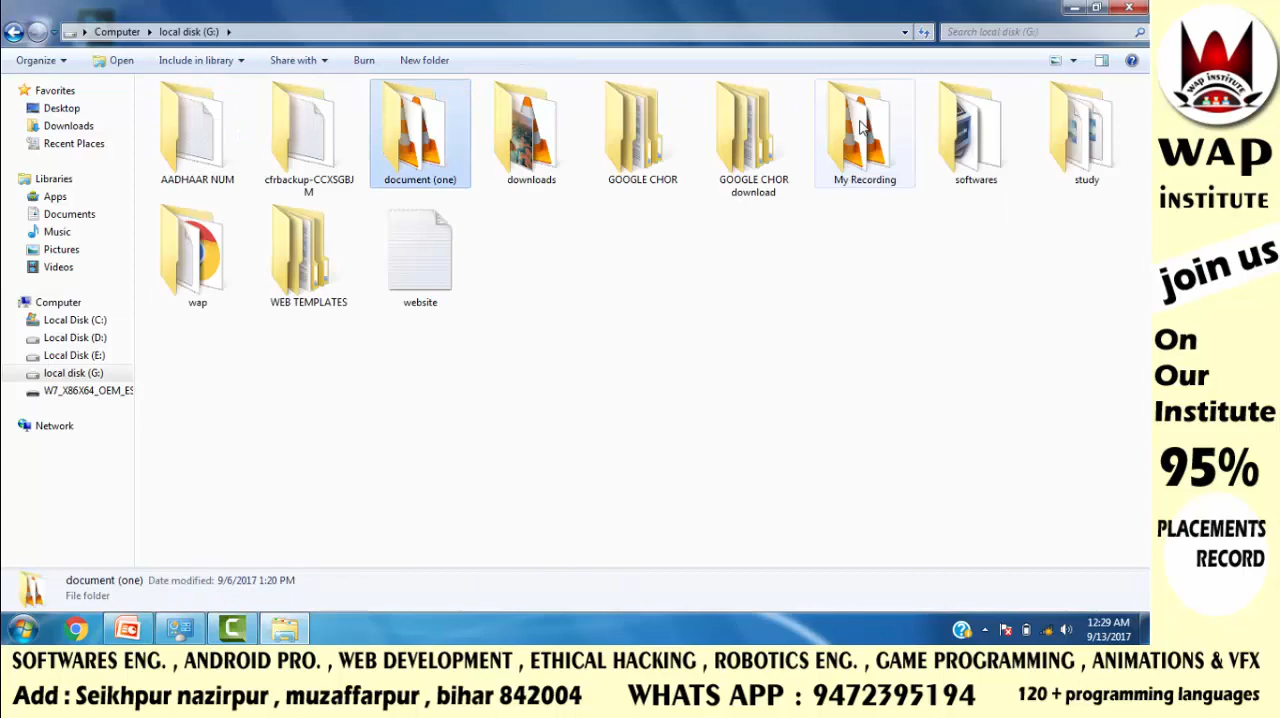 Computer
local disk (G:)
Search local disk (G:)
Organize
Open
Include in library
Share with
Burn
New folder
Favorites
Desktop
Downloads
Recent Places
Libraries
Apps
Documents
Music
Pictures
Videos
Computer
Local Disk (C:)
Local Disk (D:)
Local Disk (E:)
local disk (G:)
W7_X86X64_OEM_ES
Network
AADHAAR NUM
cfrbackup-CCXSGBJ
M
document (one)
downloads
GOOGLE CHOR
GOOGLE CHOR
download
My Recording
softwares
study
wap
WEB TEMPLATES
website
document (one) Date modified: 9/6/2017 1:20 PM
File folder
12:29 AM
9/13/2017
wap institute
WAP
iNSTiTUTE
join us
On
Our
Institute
95%
PLACEMENTS
RECORD
SOFTWARES ENG. , ANDROID PRO. , WEB DEVELOPMENT , ETHICAL HACKING , ROBOTICS ENG. , GAME PROGRAMMING , ANIMATIONS & VFX
Add : Seikhpur nazirpur , muzaffarpur , bihar 842004 WHATS APP : 9472395194 120 + programming languages